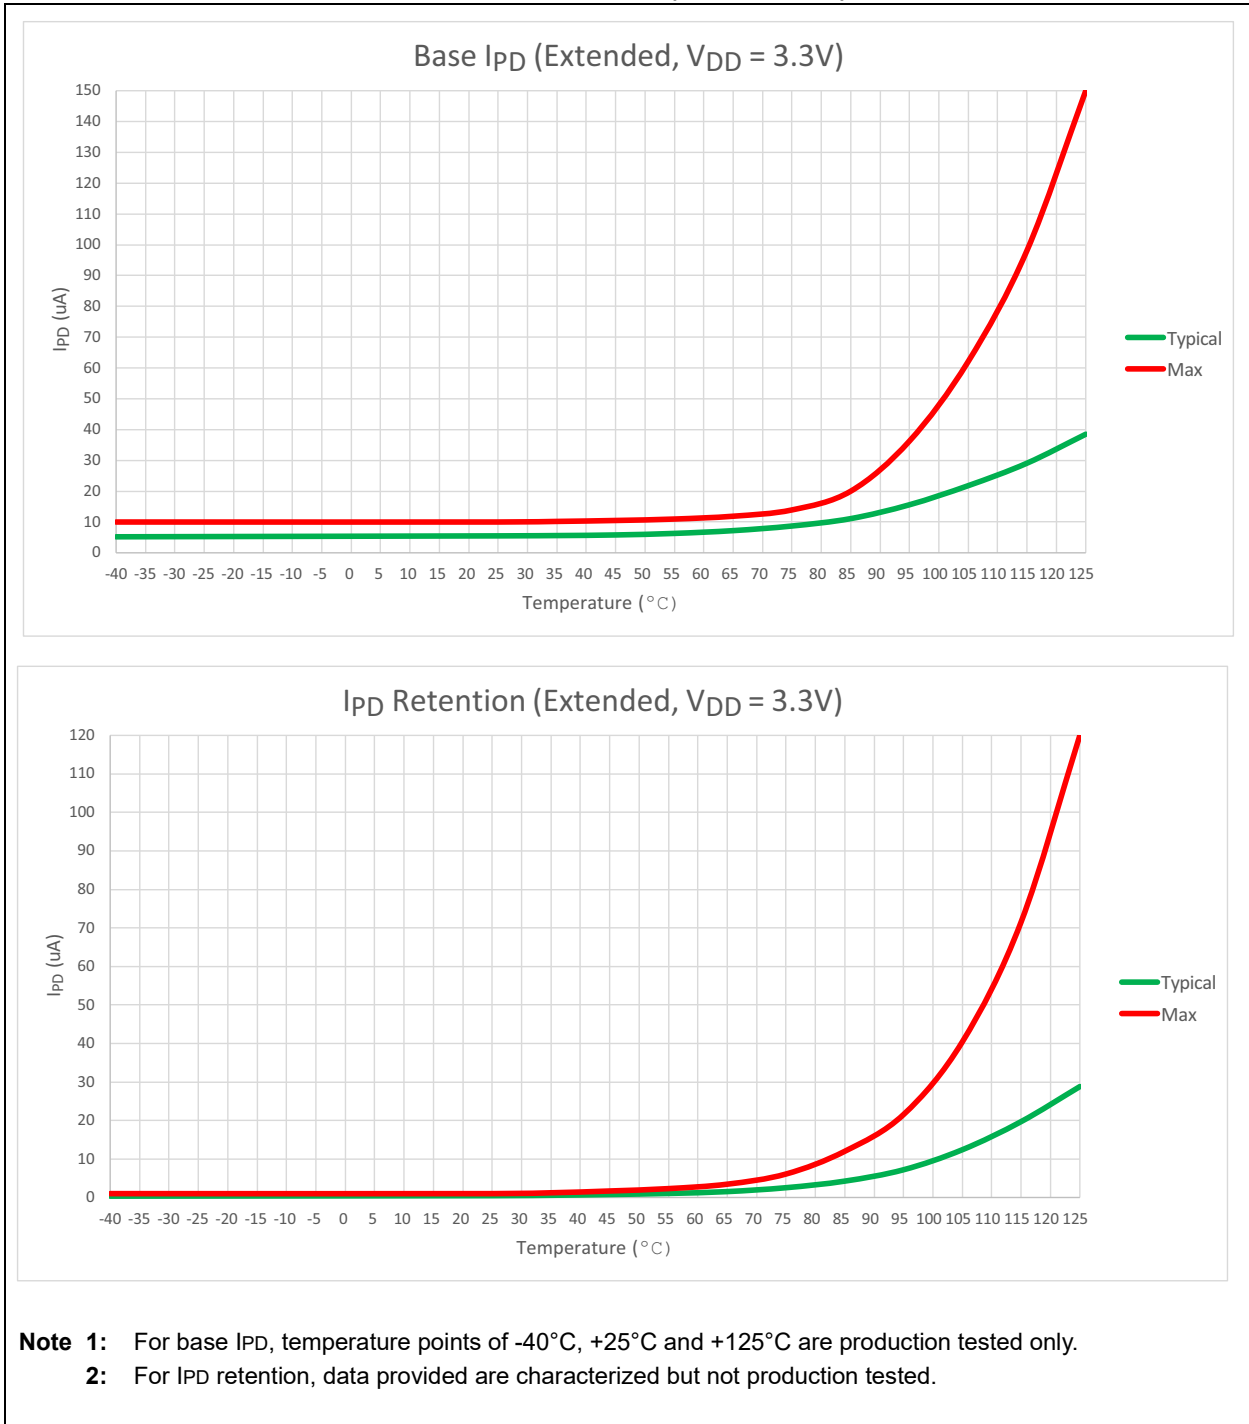 Base IPD (Extended, VDD = 3.3V)
150
140
130
120
110
100
90
80
70
60
50
40
30
20
10
0
IPD (uA)
Typical
Max
-40 -35 -30 -25 -20 -15 -10 -5 0 5 10 15 20 25 30 35 40 45 50 55 60 65 70 75 80 85 90 95 100 105 110 115 120 125
Temperature (°C)
IPD Retention (Extended, VDD = 3.3V)
120
110
100
90
80
70
60
50
40
30
20
10
0
IPD (uA)
Typical
Max
-40 -35 -30 -25 -20 -15 -10 -5 0 5 10 15 20 25 30 35 40 45 50 55 60 65 70 75 80 85 90 95 100 105 110 115 120 125
Temperature (°C)
Note 1: For base IPD, temperature points of -40°C, +25°C and +125°C are production tested only.
2: For IPD retention, data provided are characterized but not production tested.